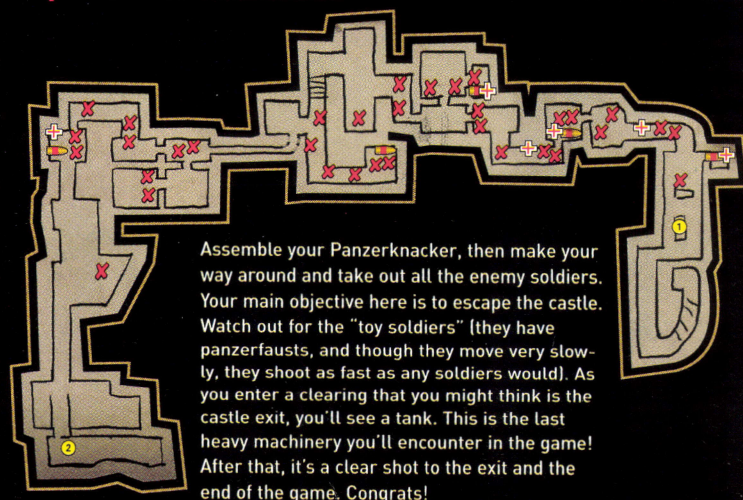 1
Assemble your Panzerknacker, then make your
way around and take out all the enemy soldiers.
Your main objective here is to escape the castle.
Watch out for the "toy soldiers" (they have
panzerfausts, and though they move very slow-
ly, they shoot as fast as any soldiers would). As
you enter a clearing that you might think is the
castle exit, you'll see a tank. This is the last
heavy machinery you'll encounter in the game!
After that, it's a clear shot to the exit and the
end of the game. Congrats!
2